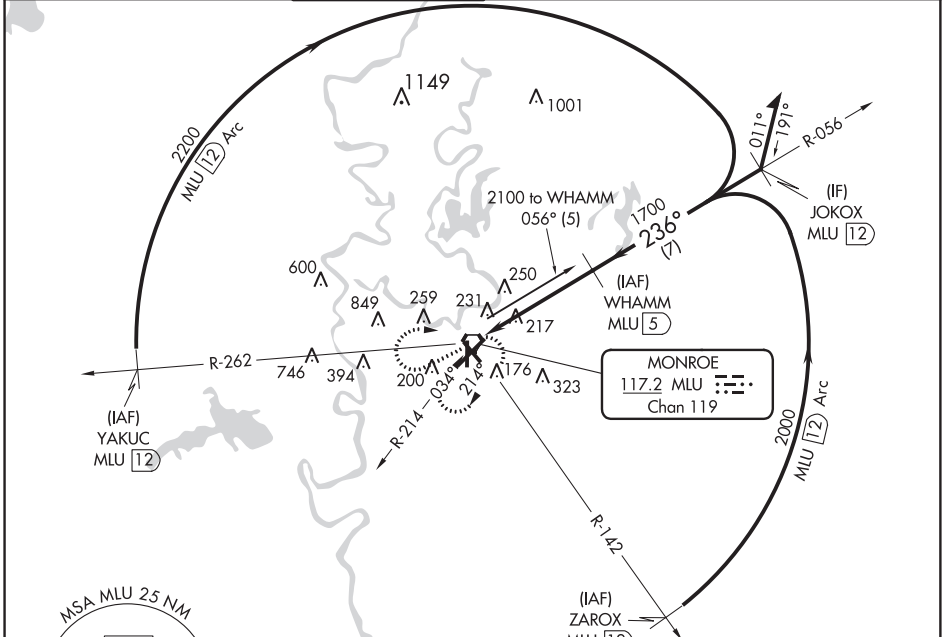 1149
1001
2200
MLU 12 Arc
011°
191°
R-056
(IF)
JOKOX
MLU 12
2100 to WHAMM
056° (5)
1700
236°
(7)
600
250
(IAF)
WHAMM
MLU 5
849
259
231
217
R-262
746
394
200
176
323
MONROE
117.2 MLU
Chan 119
034°
214°
R-214
(IAF)
YAKUC
MLU 12
2000
MLU 12 Arc
R-142
MSA MLU 25 NM
(IAF)
ZAROX